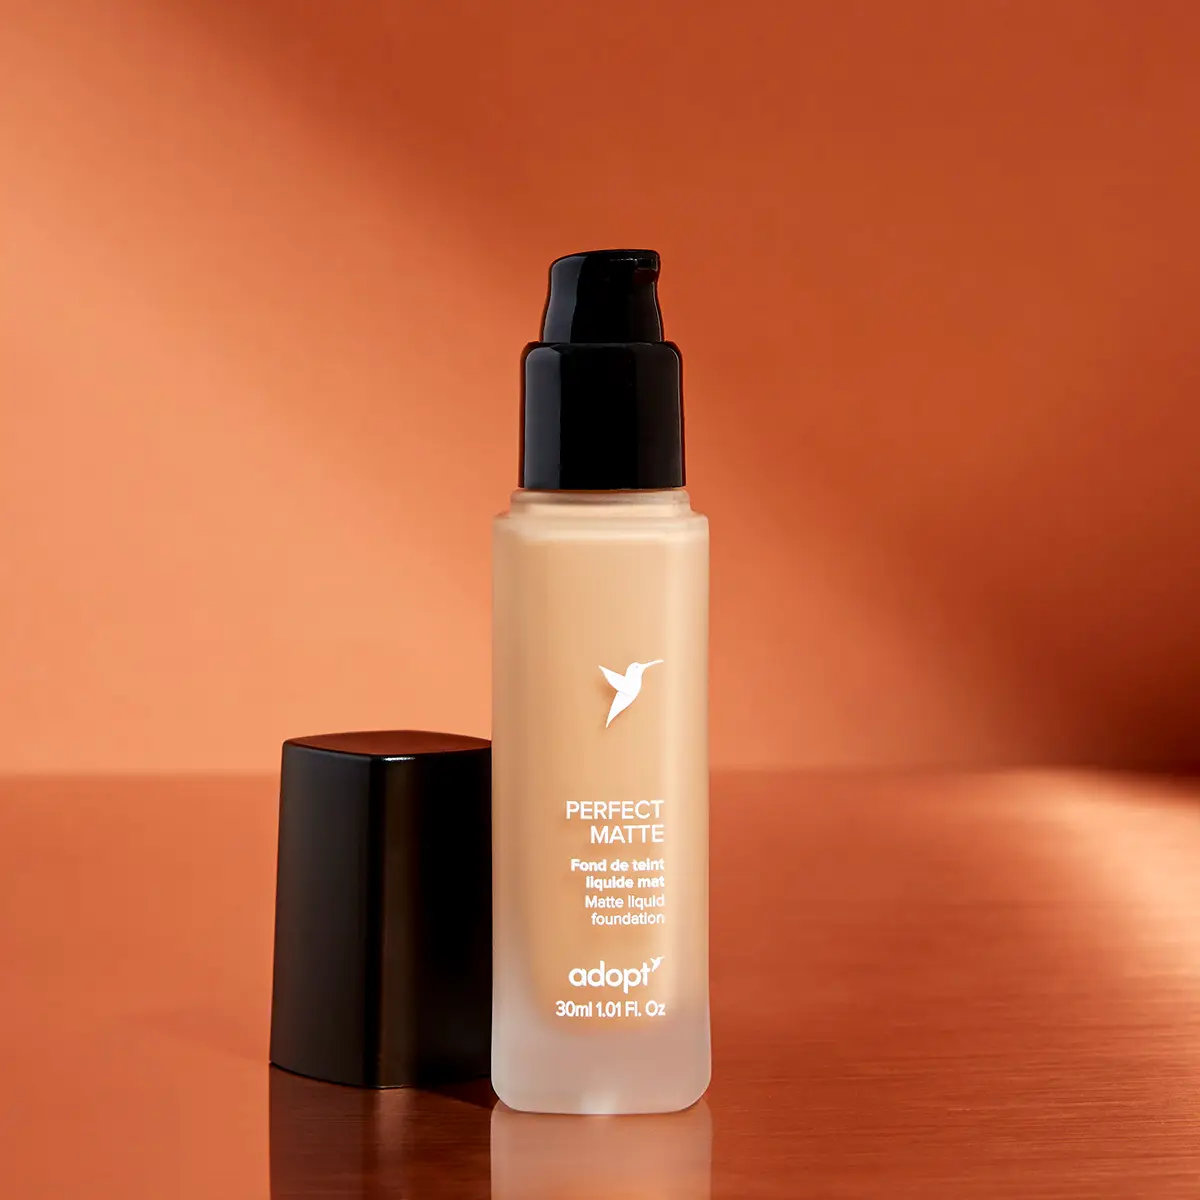 PERFECT
MATTE
Fond de teint
liquide mat
Matte liquid
foundation
adopt
30ml 1.01 Fl. Oz